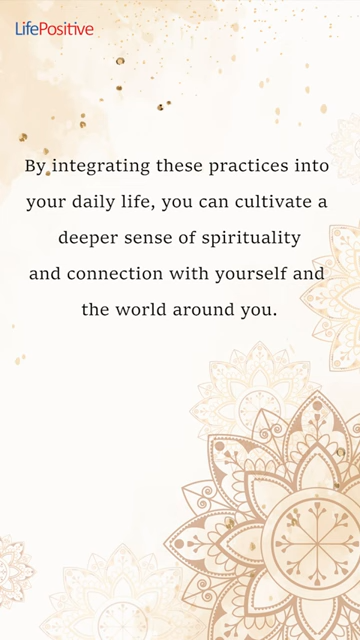 LifePositive
By integrating these practices into
your daily life, you can cultivate a
deeper sense of spirituality
and connection with yourself and
the world around you.